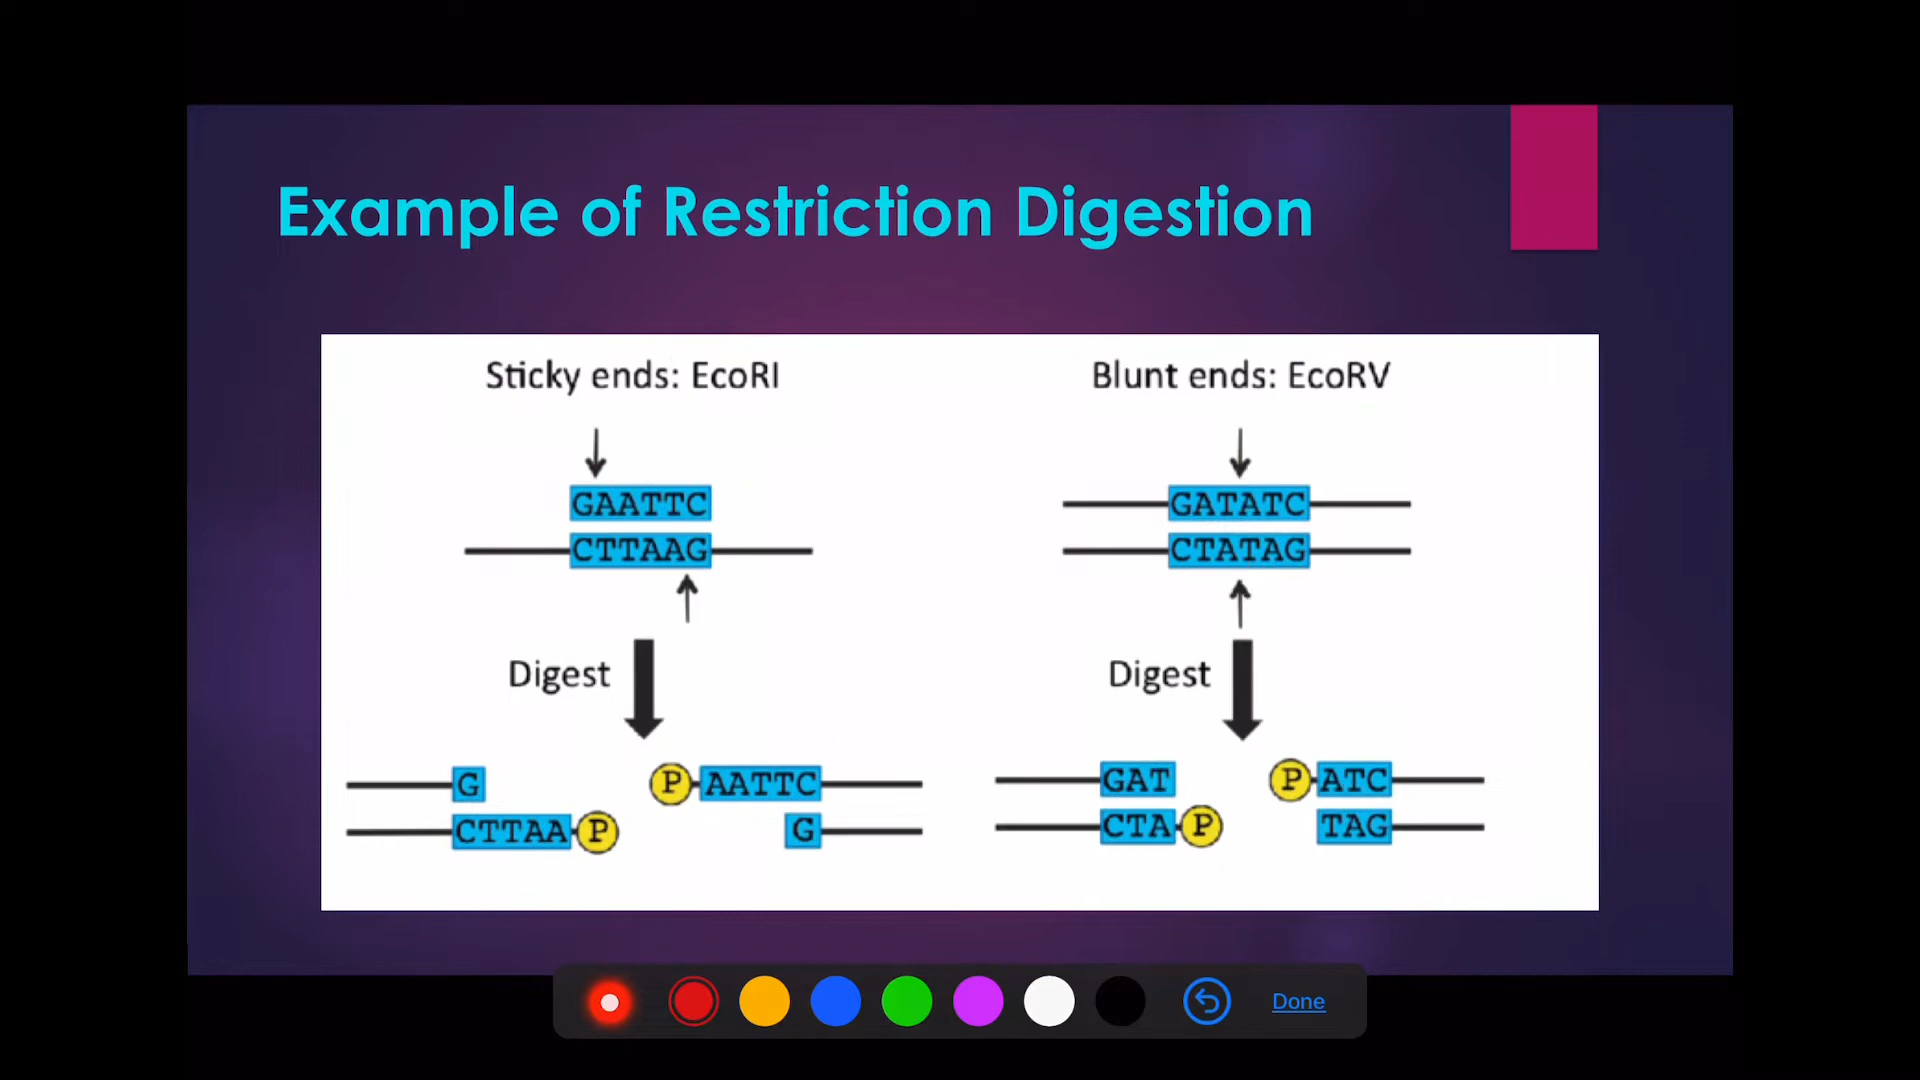 Example of Restriction Digestion
Sticky ends: EcoRI
GAATTC
CTTAAG
Digest
G
CTTAA P
P AATTC
G
Blunt ends: EcoRV
GATATC
CTATAG
Digest
GAT
CTA P
P ATC
TAG
Done